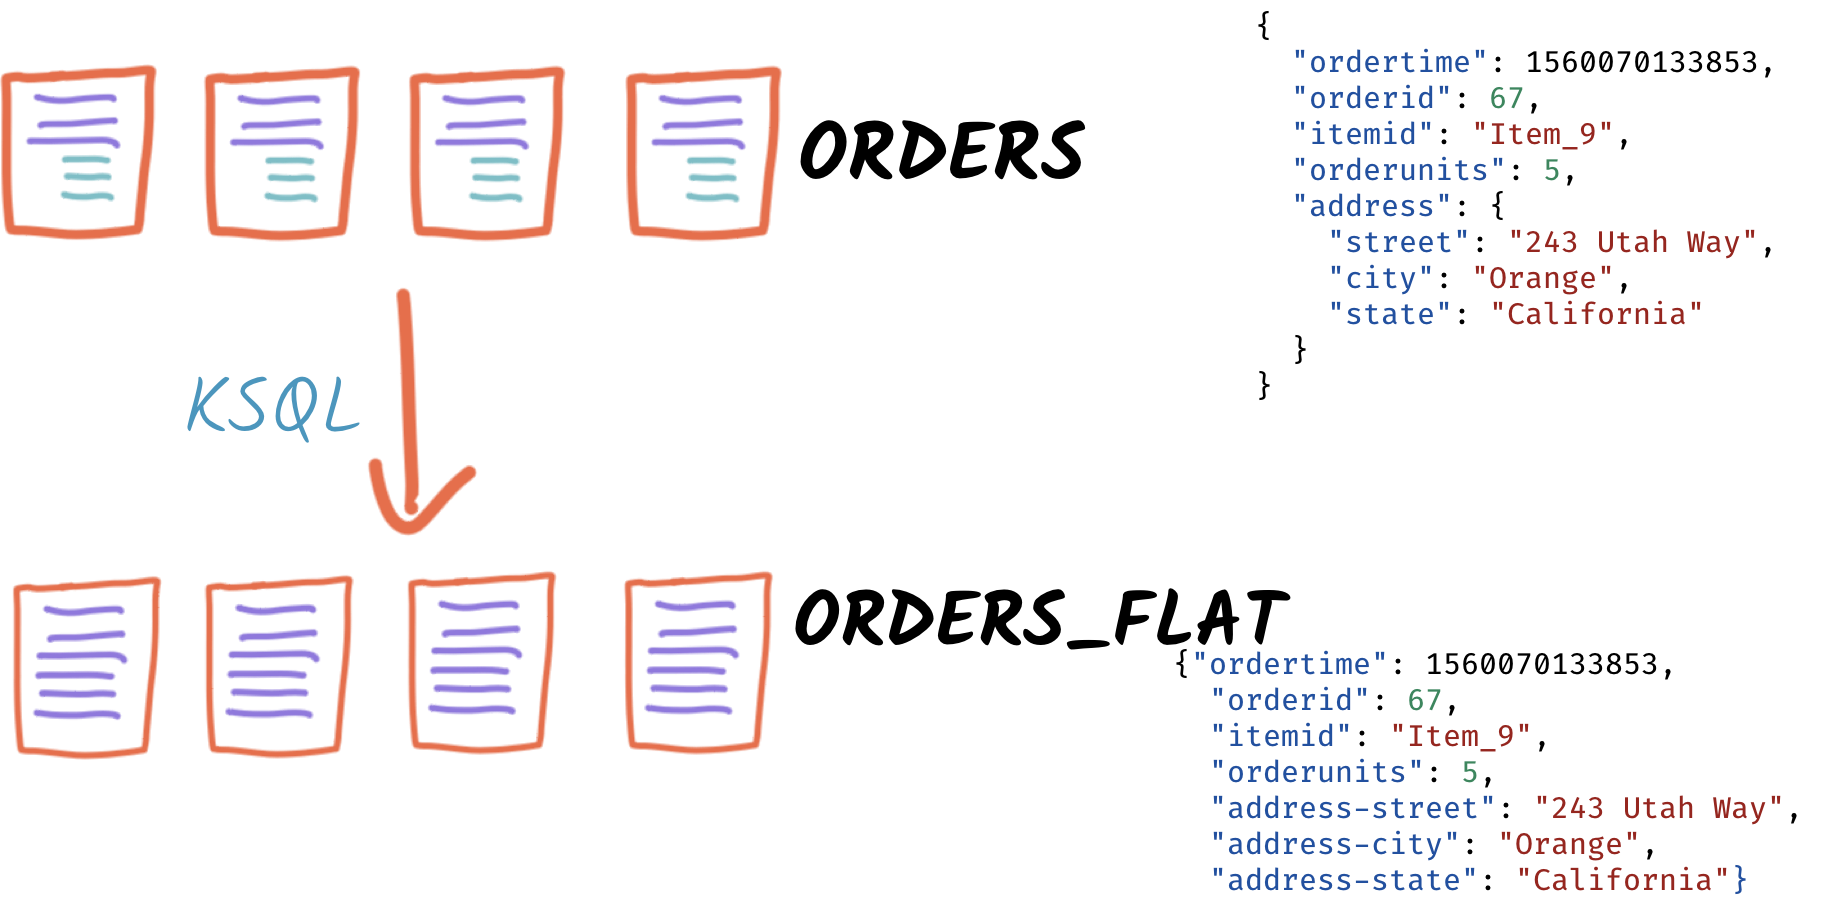 ORDERS
{
  "ordertime": 1560070133853,
  "orderid": 67,
  "itemid": "Item_9",
  "orderunits": 5,
  "address": {
    "street": "243 Utah Way",
    "city": "Orange",
    "state": "California"
  }
}
KSQL
ORDERS_FLAT
{"ordertime": 1560070133853,
  "orderid": 67,
  "itemid": "Item_9",
  "orderunits": 5,
  "address-street": "243 Utah Way",
  "address-city": "Orange",
  "address-state": "California"}